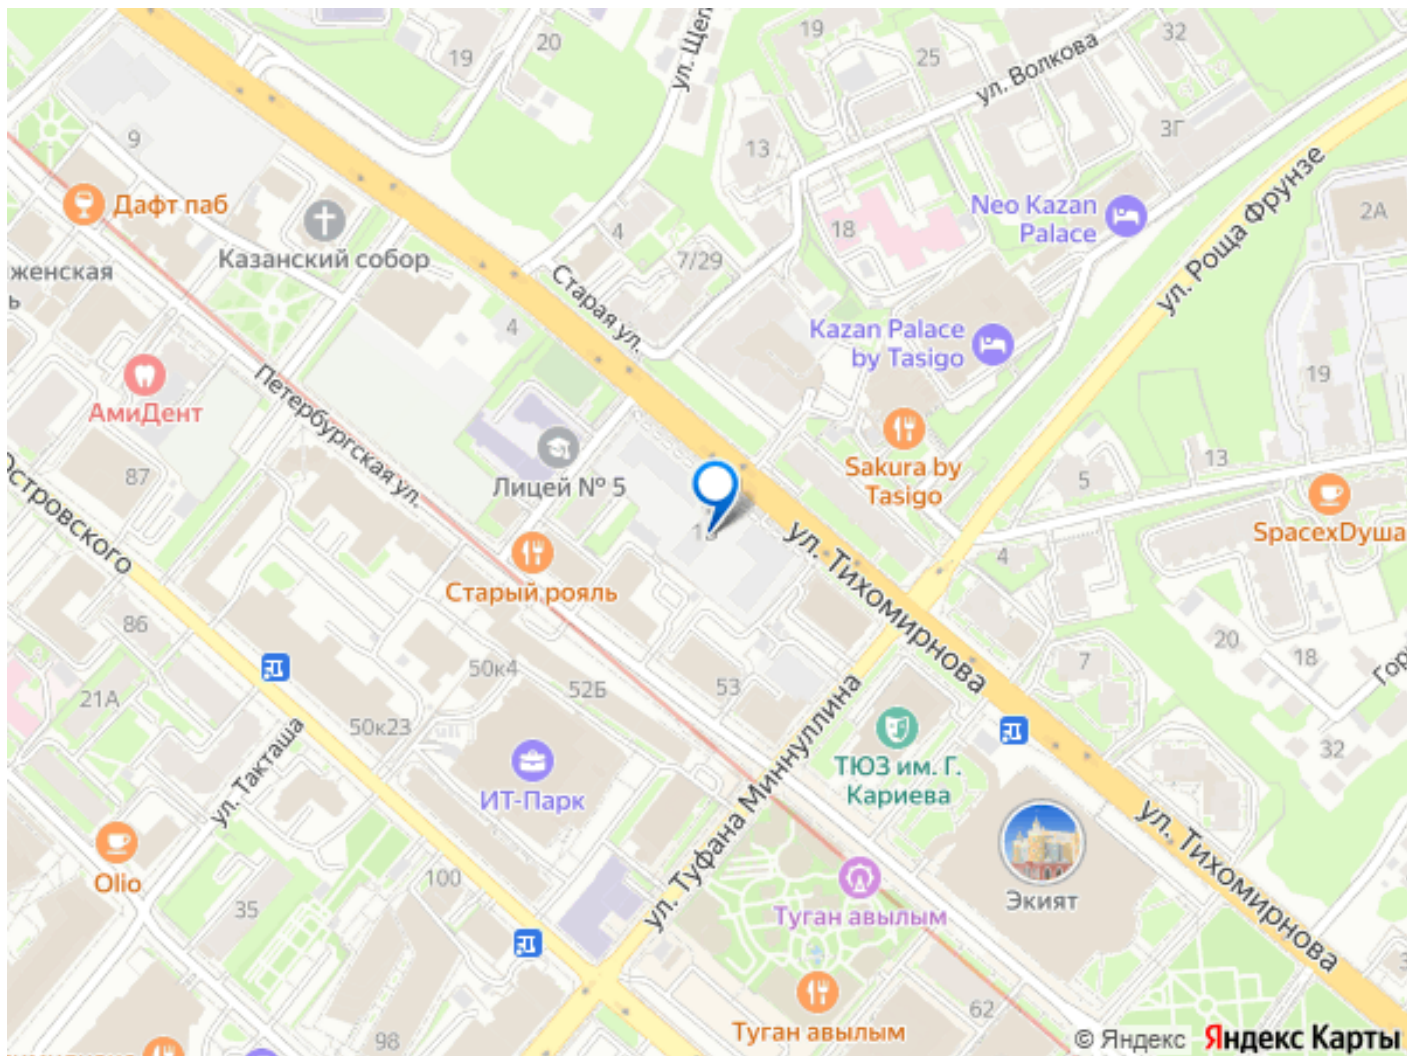 19
20
ул. Щеп
19
25
32
ул. Волкова
9
13
3Г
Дафт паб
Казанский собор
18
Neo Kazan
Palace
ул. Роща Фрунзе
2А
4
7/29
женская
ь
Старая ул.
4
Kazan Palace
by Tasigo
19
АмиДент
Петербургская ул.
87
Лицей № 5
Sakura by
Tasigo
13
5
SpacexДуша
Островского
ул. Тихомирнова
4
Старый рояль
86
20
18
7
Гор
21А
50к4
52Б
53
50к23
ул. Такташа
ИТ-Парк
ул. Туфана Миннуллина
ТЮЗ им. Г.
Кариева
32
ул. Тихомирнова
Olio
100
35
Туган авылым
Экият
Туган авылым
62
98
© Яндекс
Яндекс Карты